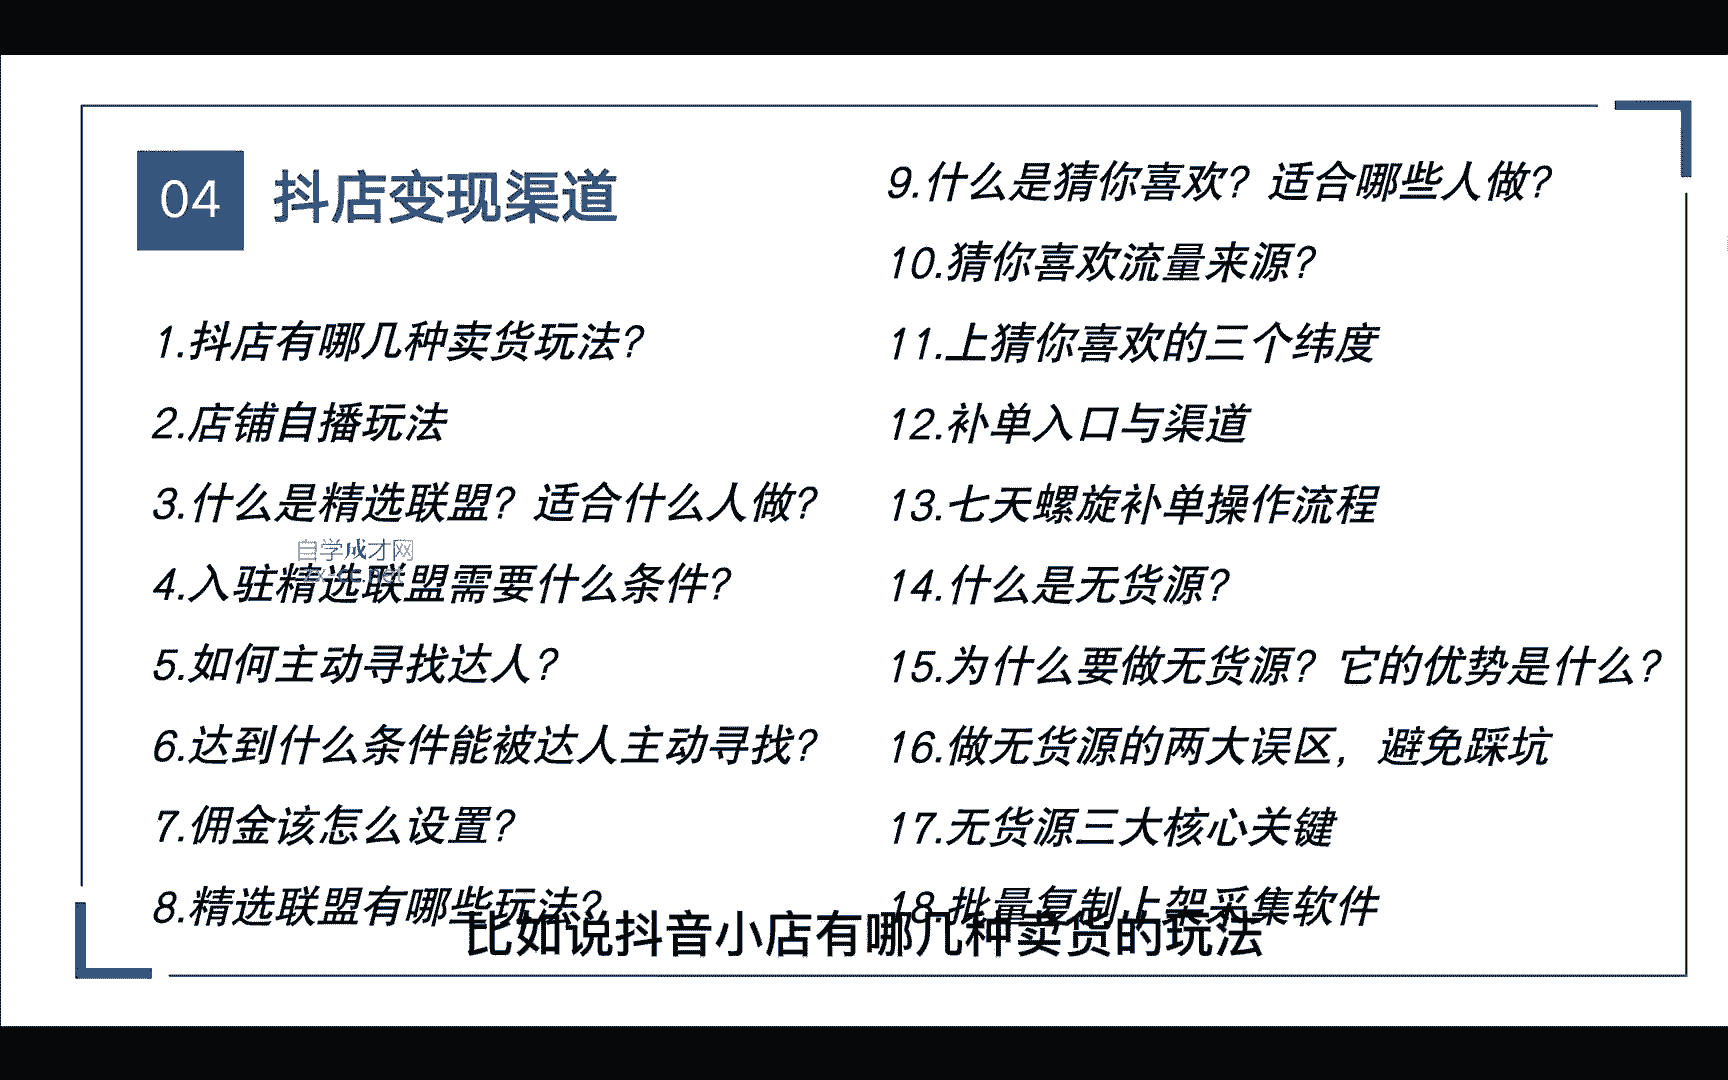 04 抖店变现渠道
1.抖店有哪几种卖货玩法？
2.店铺自播玩法
3.什么是精选联盟？适合什么人做？
自学成才网
zx-cc.net
4.入驻精选联盟需要什么条件？
5.如何主动寻找达人？
6.达到什么条件能被达人主动寻找？
7.佣金该怎么设置？
8.精选联盟有哪些玩法？
9.什么是猜你喜欢？适合哪些人做？
10.猜你喜欢流量来源？
11.上猜你喜欢的三个纬度
12.补单入口与渠道
13.七天螺旋补单操作流程
14.什么是无货源？
15.为什么要做无货源？它的优势是什么？
16.做无货源的两大误区，避免踩坑
17.无货源三大核心关键
18.批量复制上架采集软件
比如说抖音小店有哪几种卖货的玩法